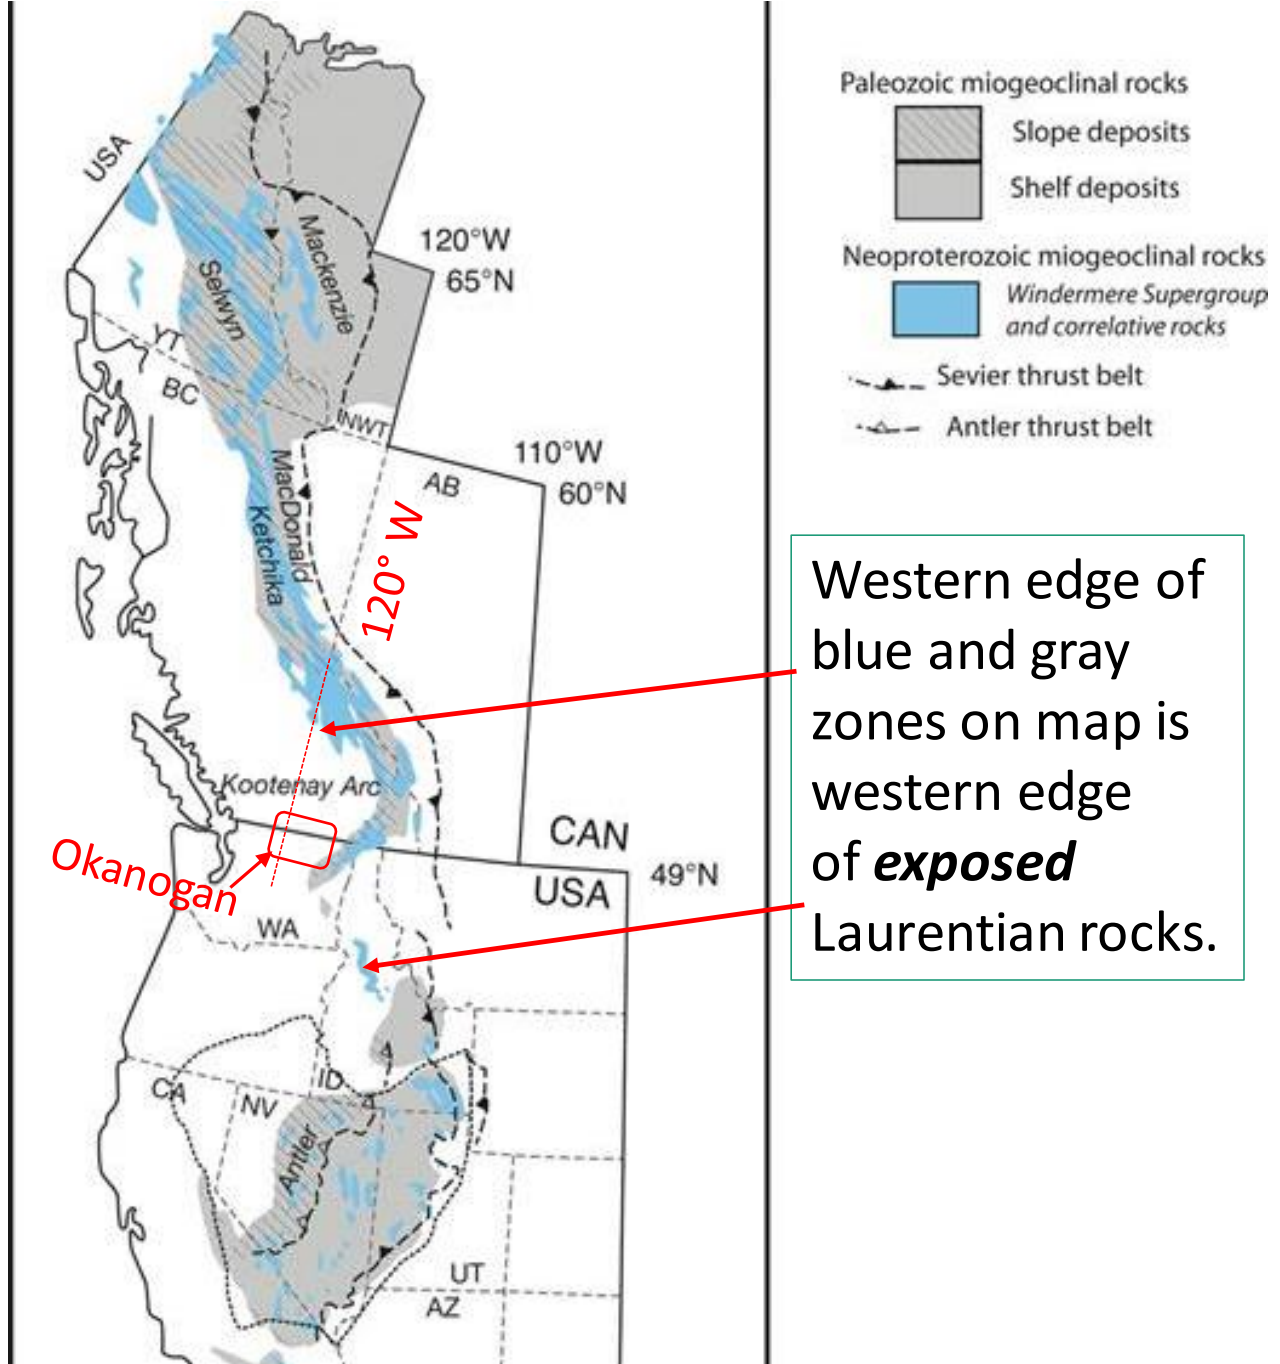 Paleozoic miogeoclinal rocks
Slope deposits
Shelf deposits
Neoproterozoic miogeoclinal rocks
Windermere Supergroup
and correlative rocks
Sevier thrust belt
Antler thrust belt
USA
120°W
65°N
Mackenzie
Selwyn
YT
BC
NWT
110°W
60°N
AB
MacDonald
Ketchika
120° W
Western edge of
blue and gray
zones on map is
western edge
of exposed
Laurentian rocks.
Kootenay Arc
CAN
USA
49°N
Okanogan
WA
ID
CA
NV
Antler
UT
AZ